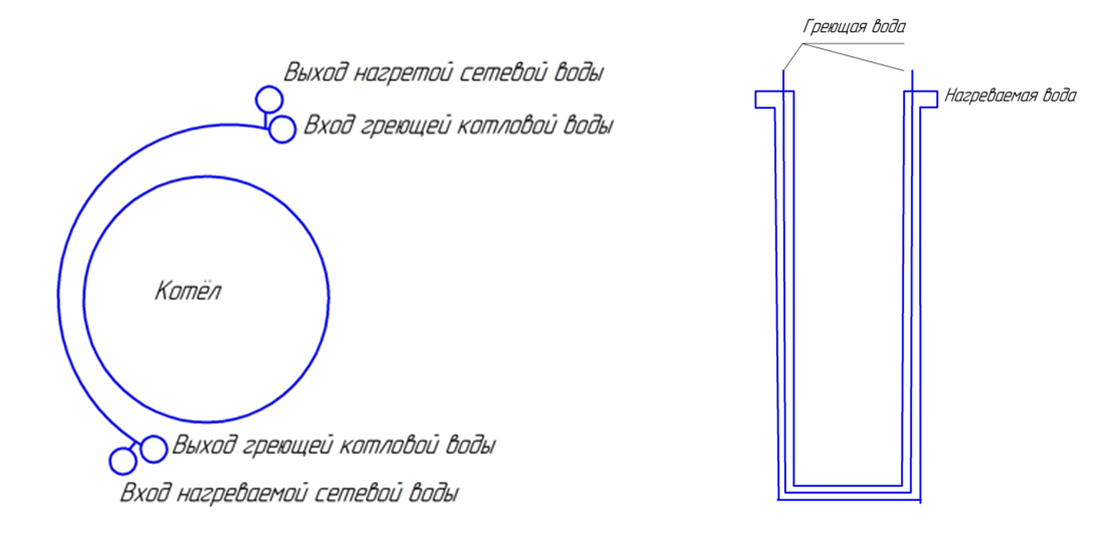 Выход нагретой сетевой воды
Вход греющей котловой воды
Котёл
Выход греющей котловой воды
Вход нагреваемой сетевой воды
Греющая вода
Нагреваемая вода